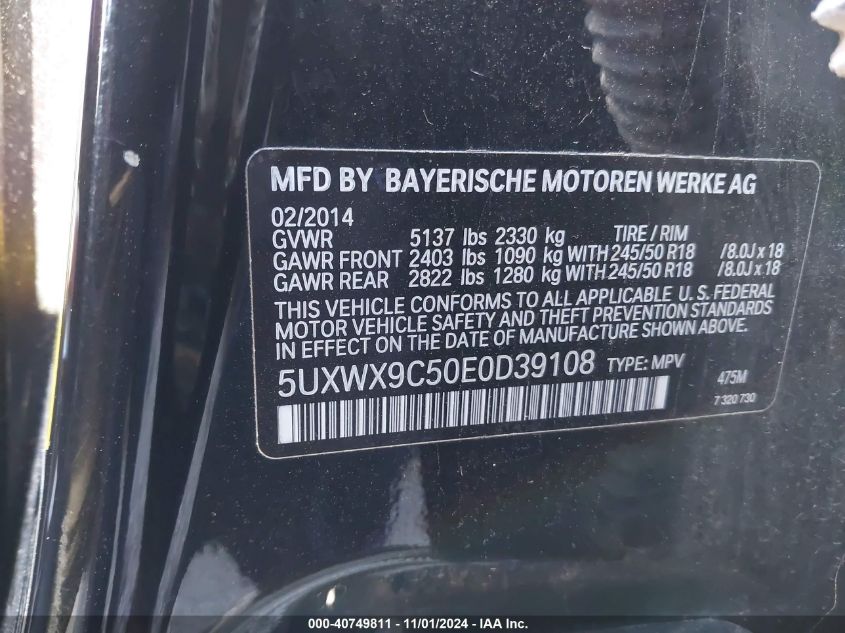 MFD BY BAYERISCHE MOTOREN WERKE AG
02/2014
GVWR 5137 lbs 2330 kg TIRE / RIM
GAWR FRONT 2403 lbs 1090 kg WITH 245/50 R18 /8.0J x 18
GAWR REAR 2822 lbs 1280 kg WITH 245/50 R18 /8.0J x 18
THIS VEHICLE CONFORMS TO ALL APPLICABLE U.S. FEDERAL
MOTOR VEHICLE SAFETY AND THEFT PREVENTION STANDARDS
IN EFFECT ON THE DATE OF MANUFACTURE SHOWN ABOVE.
5UXWX9C50E0D39108 TYPE: MPV 475M
7 320 730
000-40749811 - 11/01/2024 - IAA Inc.